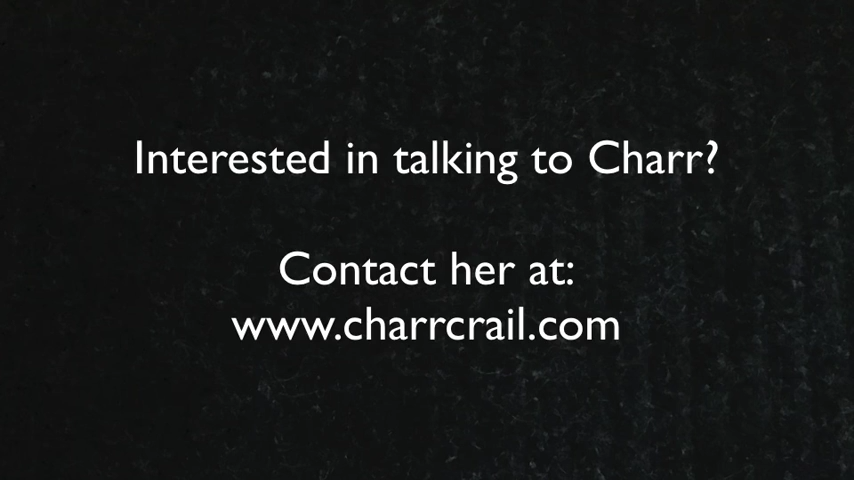 Interested in talking to Charr?
Contact her at:
www.charrcrail.com